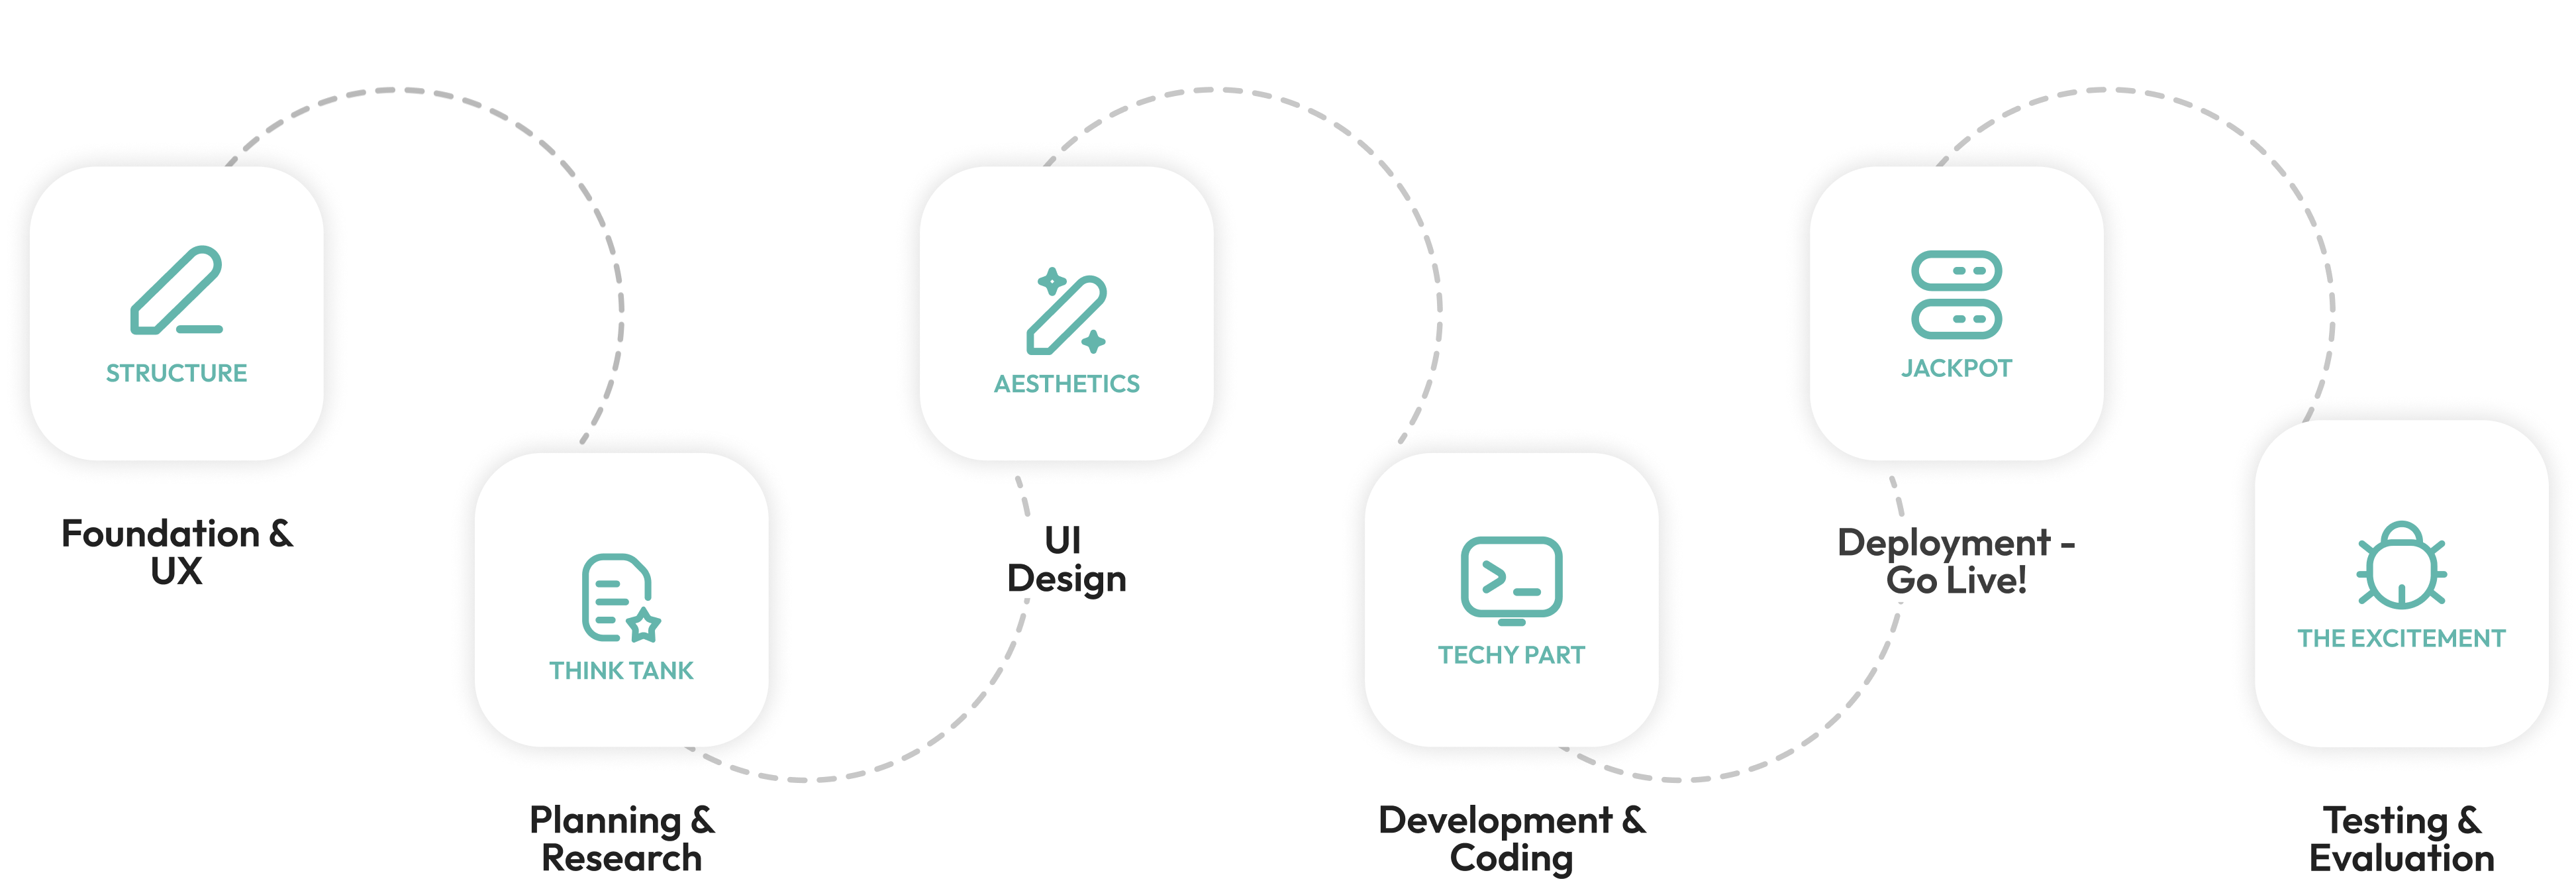 STRUCTURE
Foundation &
UX
THINK TANK
Planning &
Research
AESTHETICS
UI
Design
TECHY PART
Development &
Coding
JACKPOT
Deployment -
Go Live!
THE EXCITEMENT
Testing &
Evaluation